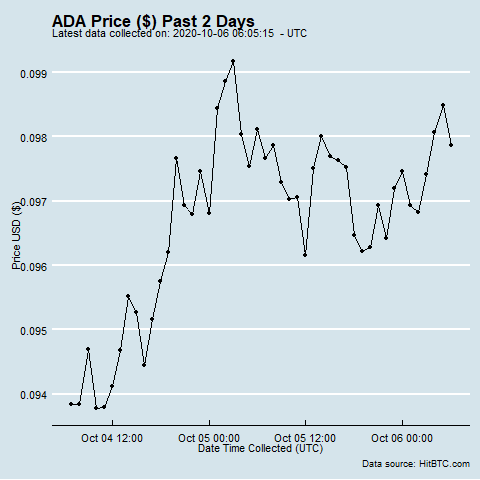 ADA Price ($) Past 2 Days
Latest data collected on: 2020-10-06 06:05:15 - UTC
0.099
0.098
0.097
0.096
0.095
0.094
Price USD ($)
Oct 04 12:00 Oct 05 00:00 Oct 05 12:00 Oct 06 00:00
Date Time Collected (UTC)
Data source: HitBTC.com